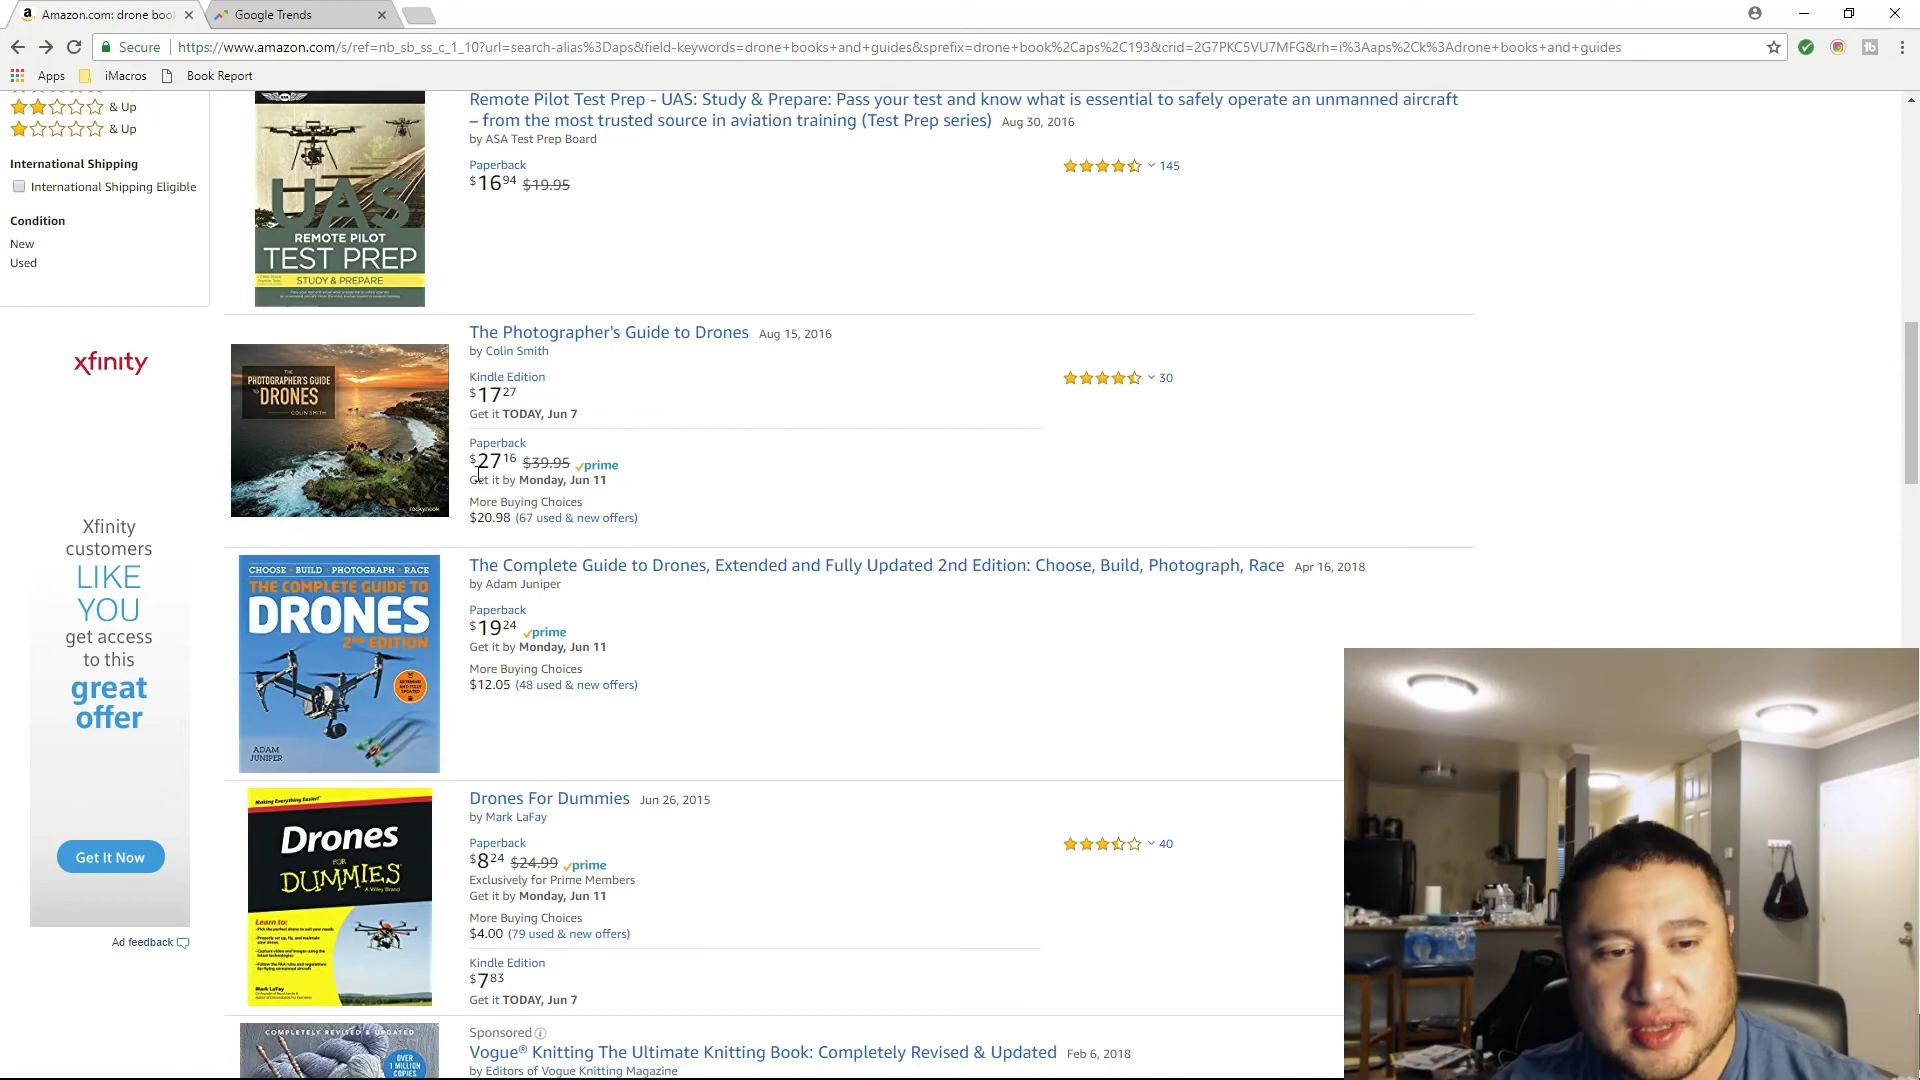 Amazon.com: drone boo
Google Trends
Secure
https://www.amazon.com/s/ref=nb_sb_ss_c_1_10?url=search-alias%3Daps&field-keywords=drone+books+and+guides&sprefix=drone+book%2Caps%2C193&crid=2G7PKC5VU7MFG&rh=i%3Aaps%2Ck%3Adrone+books+and+guides
Apps
iMacros
Book Report
& Up
& Up
International Shipping
International Shipping Eligible
Condition
New
Used
xfinity
Xfinity
customers
LIKE
YOU
get access
to this
great
offer
Get It Now
Ad feedback
UAS
REMOTE PILOT
TEST PREP
STUDY & PREPARE
Remote Pilot Test Prep - UAS: Study & Prepare: Pass your test and know what is essential to safely operate an unmanned aircraft
– from the most trusted source in aviation training (Test Prep series) Aug 30, 2016
by ASA Test Prep Board
Paperback
$16 94 $19.95
145
THE
PHOTOGRAPHER'S GUIDE
TO DRONES
COLIN SMITH
rockynook
The Photographer's Guide to Drones Aug 15, 2016
by Colin Smith
Kindle Edition
$17 27
Get it TODAY, Jun 7
30
Paperback
$27 16 $39.95 prime
Get it by Monday, Jun 11
More Buying Choices
$20.98 (67 used & new offers)
CHOOSE BUILD PHOTOGRAPH RACE
THE COMPLETE GUIDE TO
DRONES
2ND EDITION
ADAM
JUNIPER
The Complete Guide to Drones, Extended and Fully Updated 2nd Edition: Choose, Build, Photograph, Race Apr 16, 2018
by Adam Juniper
Paperback
$19 24 prime
Get it by Monday, Jun 11
More Buying Choices
$12.05 (48 used & new offers)
Making Everything Easier!
Drones
FOR
DUMMIES
A Wiley Brand
Learn to:
Mark LaFay
Drones For Dummies Jun 26, 2015
by Mark LaFay
Paperback
$8 24 $24.99 prime
Exclusively for Prime Members
Get it by Monday, Jun 11
40
More Buying Choices
$4.00 (79 used & new offers)
Kindle Edition
$7 83
Get it TODAY, Jun 7
COMPLETELY REVISED & UPDATED
OVER
1 MILLION
COPIES
Sponsored
Vogue® Knitting The Ultimate Knitting Book: Completely Revised & Updated Feb 6, 2018
by Editors of Vogue Knitting Magazine